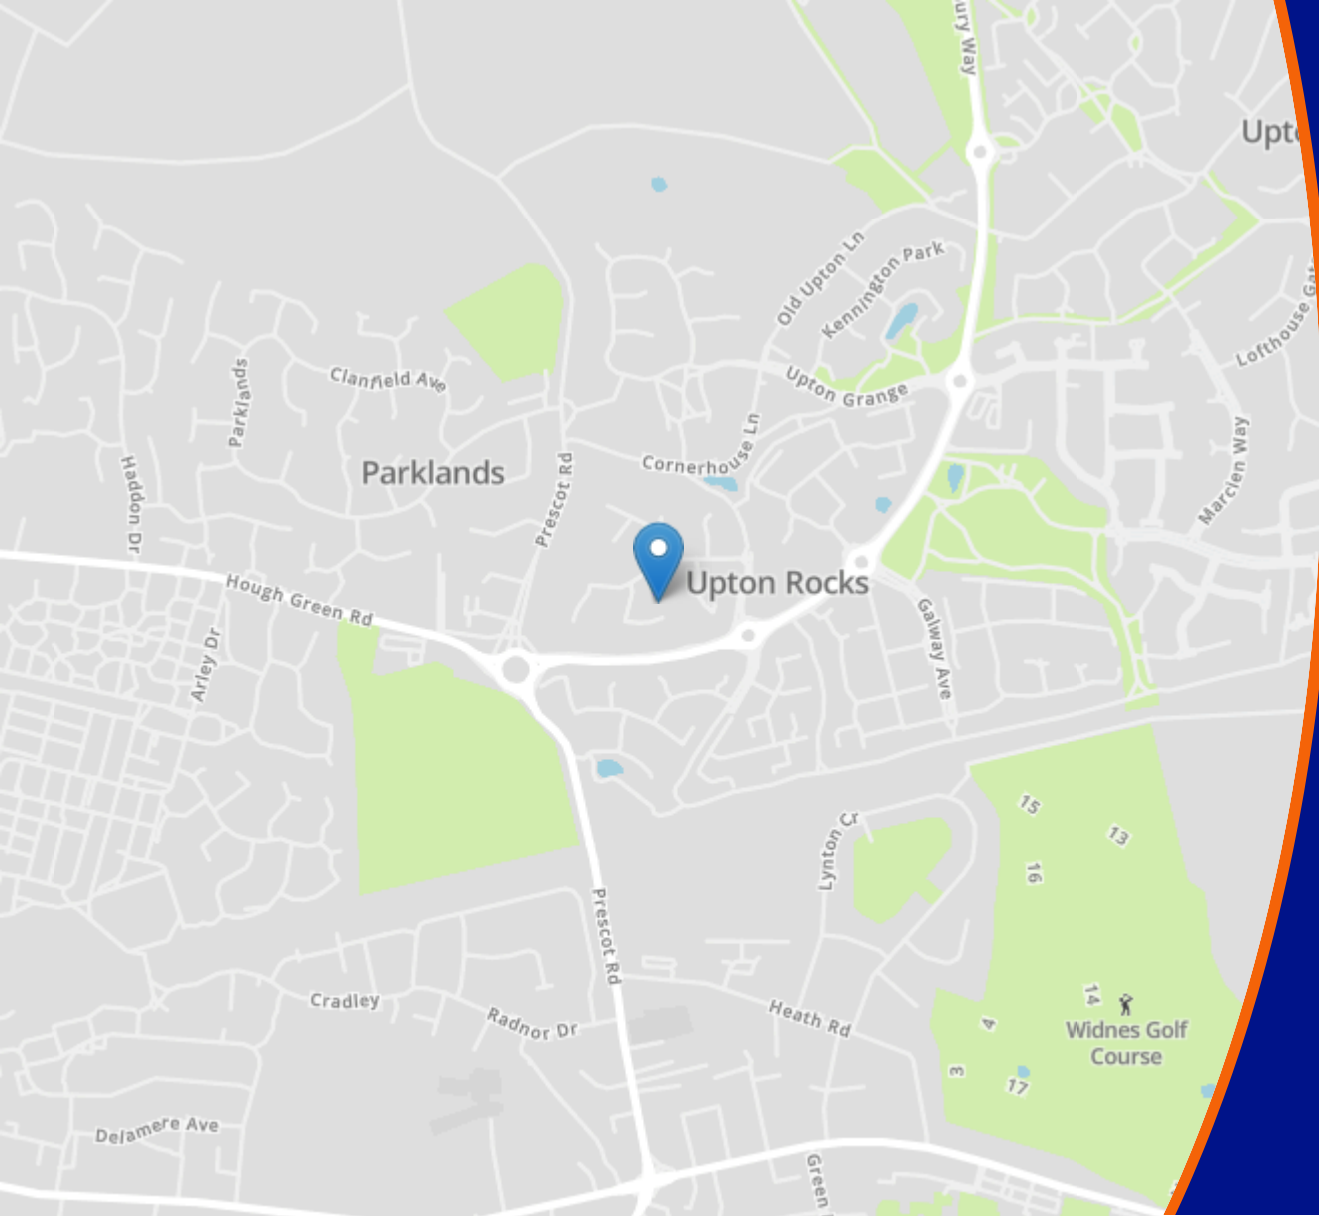 ury Way
Upt
Old Upton Ln
Kennington Park
Lofthouse Gat
Parklands
Clanfield Ave
Upton Grange
Haddon Dr
Parklands
Prescot Rd
Cornerhouse Ln
Marcien Way
Hough Green Rd
Upton Rocks
Arley Dr
Galway Ave
15
13
Lynton Cr
16
Prescot Rd
Cradley
Radnor Dr
Heath Rd
14
4
Widnes Golf
Course
3
17
Delamere Ave
Green